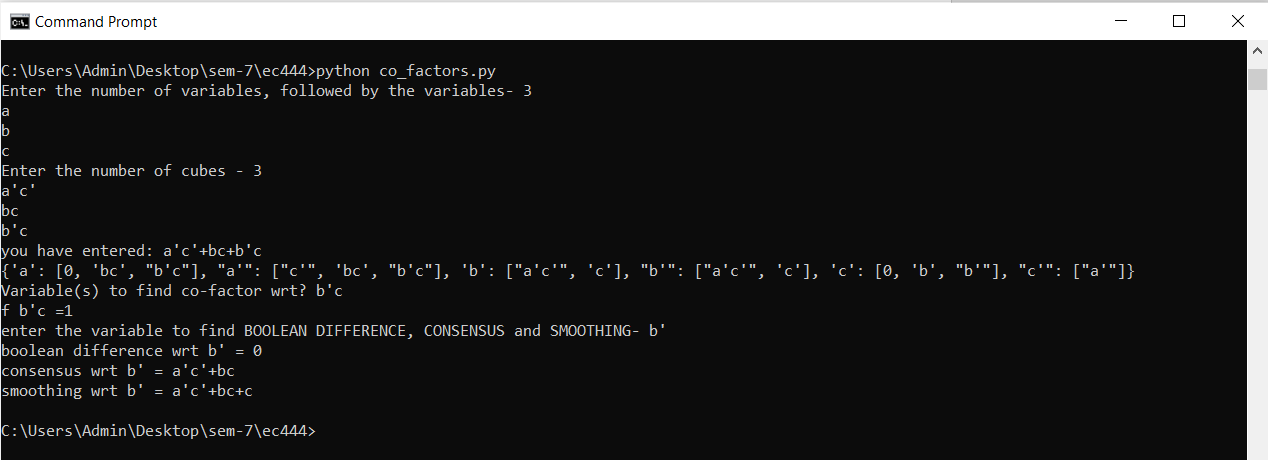 Command Prompt
C:\Users\Admin\Desktop\sem-7\ec444>python co_factors.py
Enter the number of variables, followed by the variables- 3
a
b
c
Enter the number of cubes - 3
a'c'
bc
b'c
you have entered: a'c'+bc+b'c
{'a': [0, 'bc', "b'c"], "a'": ["c'", 'bc', "b'c"], 'b': ["a'c'", 'c'], "b'": ["a'c'", 'c'], 'c': [0, 'b', "b'"], "c'": ["a'"]}
Variable(s) to find co-factor wrt? b'c
f b'c =1
enter the variable to find BOOLEAN DIFFERENCE, CONSENSUS and SMOOTHING- b'
boolean difference wrt b' = 0
consensus wrt b' = a'c'+bc
smoothing wrt b' = a'c'+bc+c
C:\Users\Admin\Desktop\sem-7\ec444>